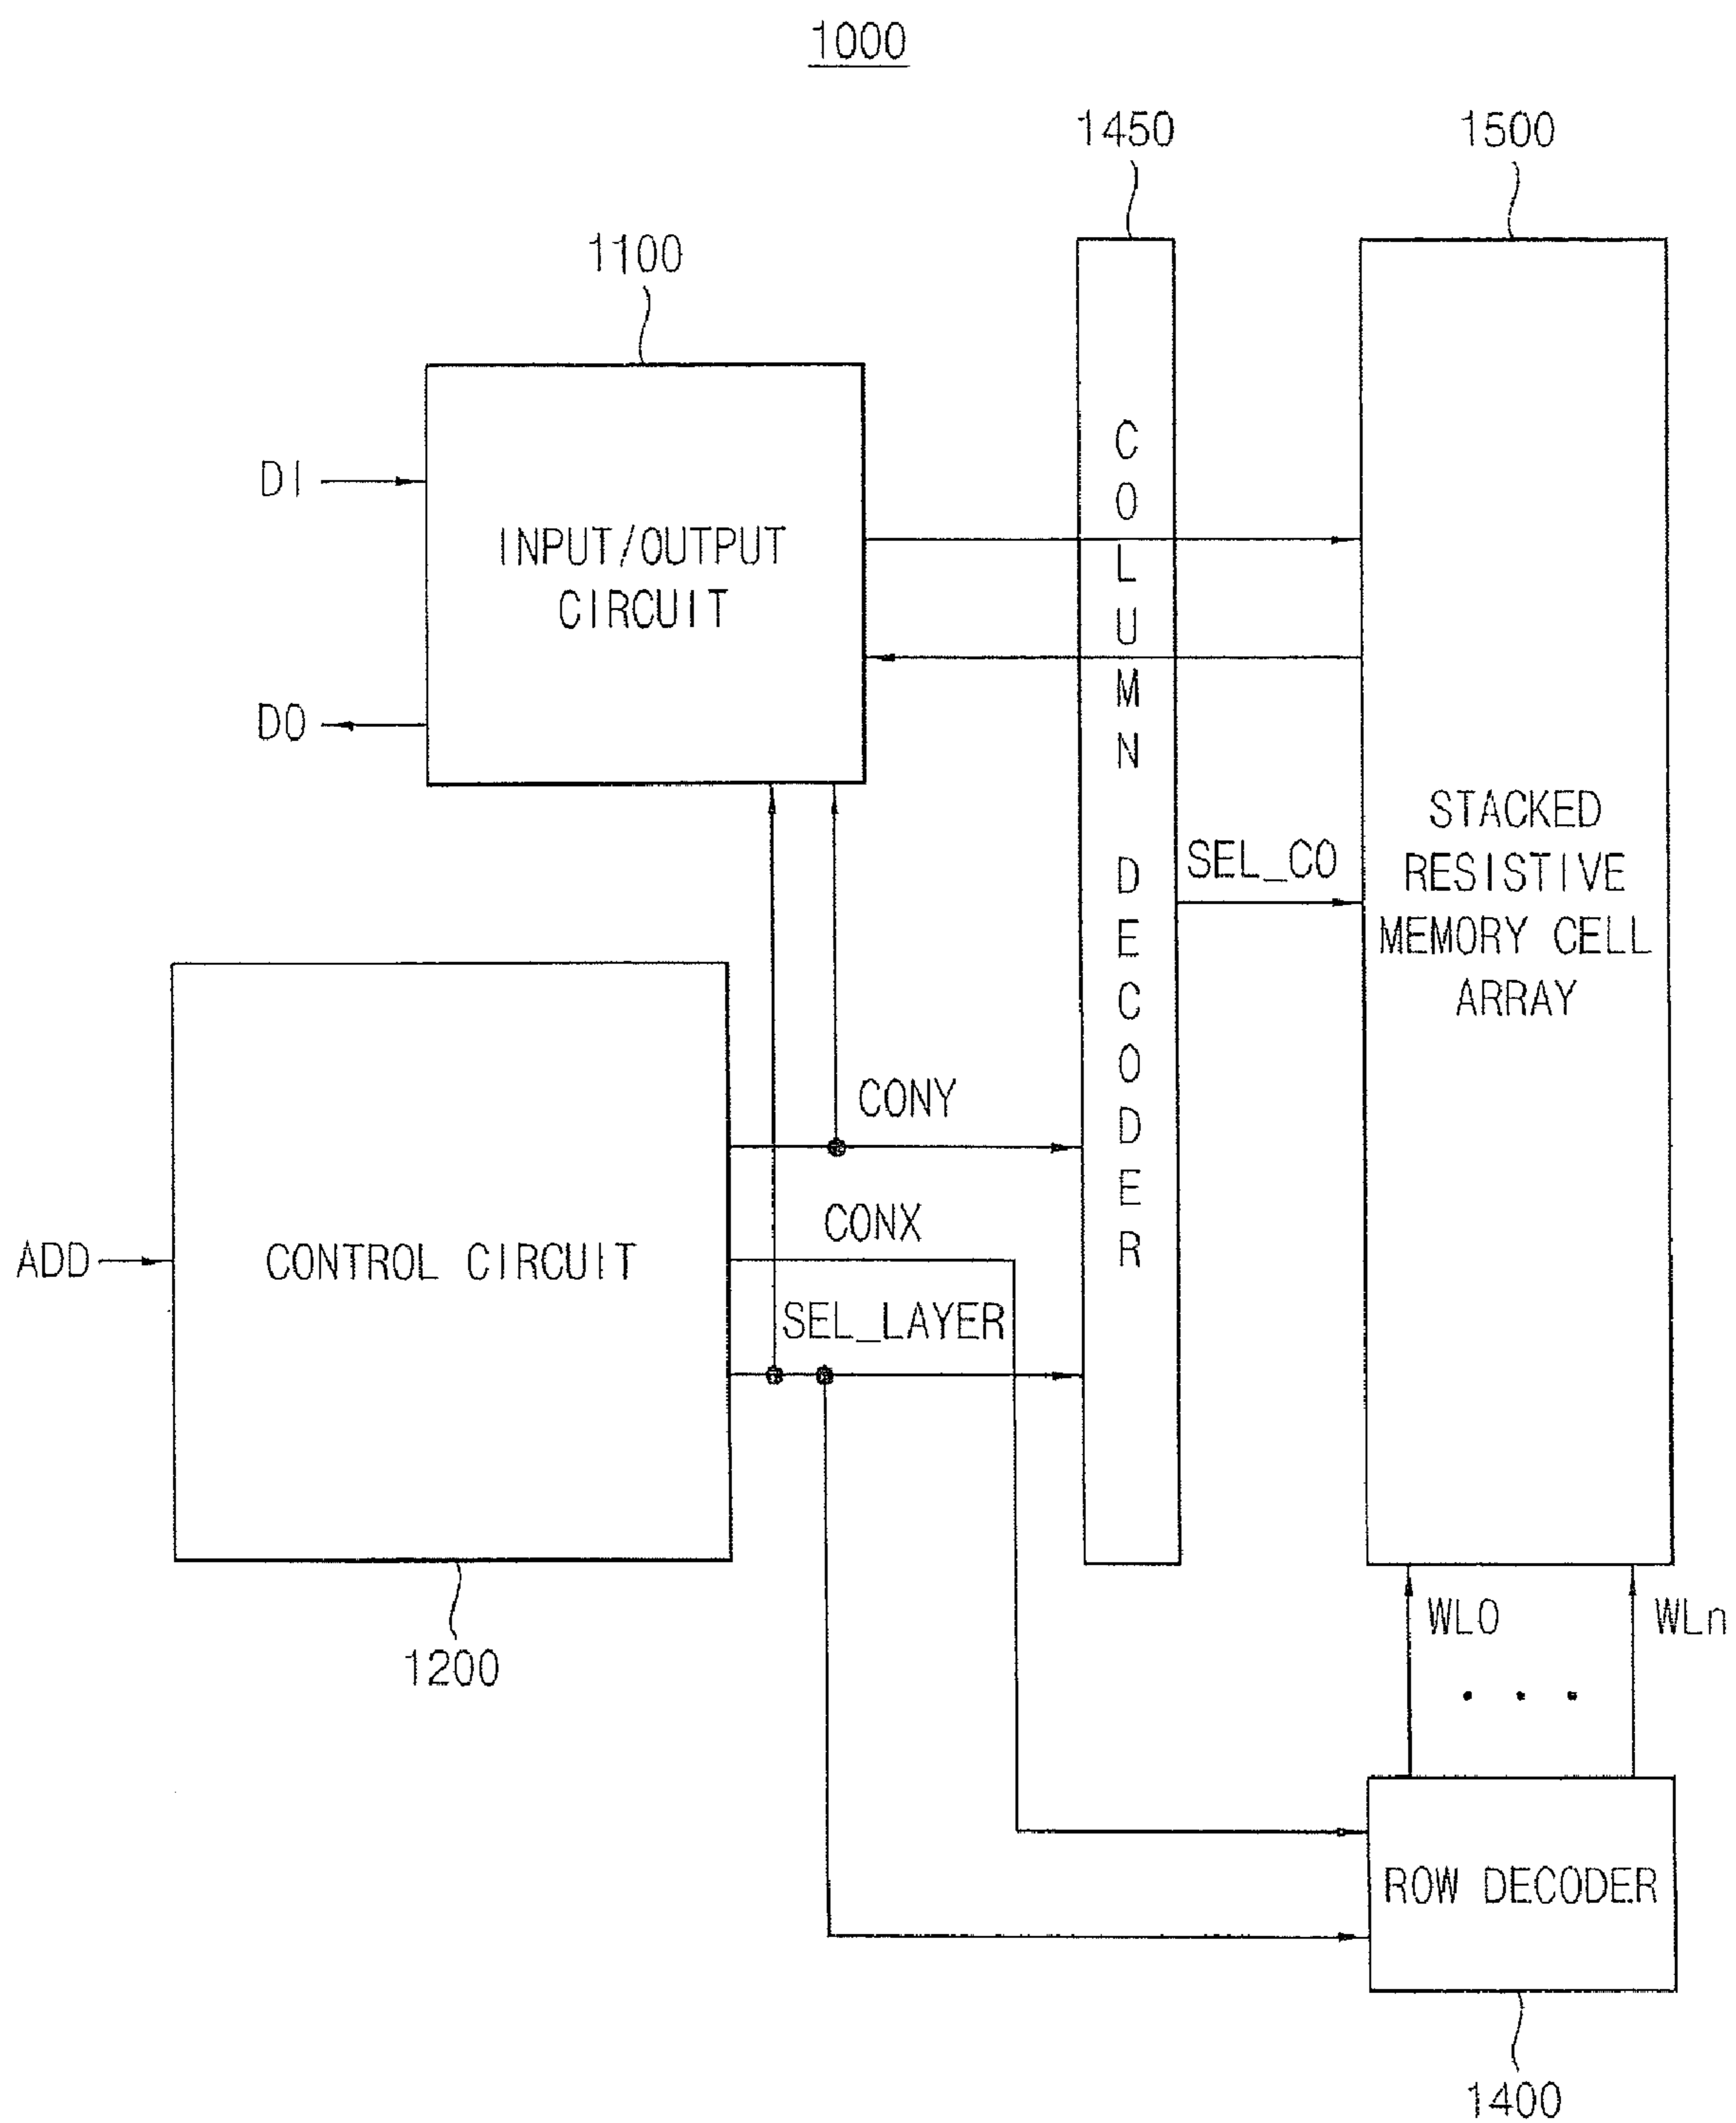 1000
1450
1500
1100
DI
INPUT/OUTPUT
CIRCUIT
DO
COLUMN DECODER
SEL_CO
STACKED
RESISTIVE
MEMORY CELL
ARRAY
CONY
CONX
SEL_LAYER
ADD
CONTROL CIRCUIT
1200
WL0
WLn
. . .
ROW DECODER
1400